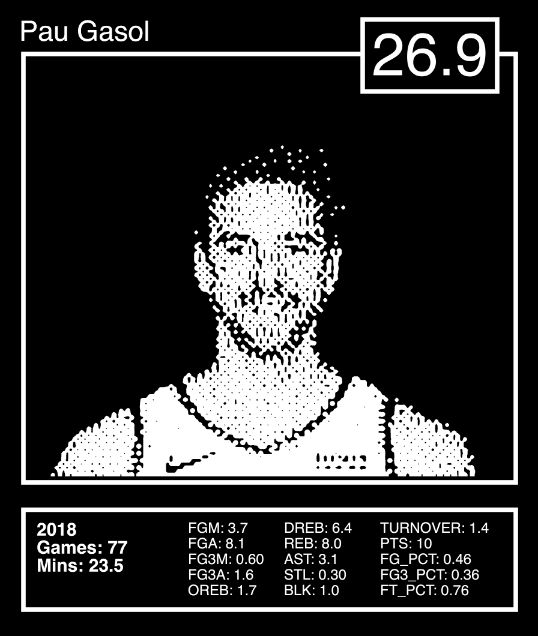 Pau Gasol
26.9
2018
Games: 77
Mins: 23.5
FGM: 3.7
FGA: 8.1
FG3M: 0.60
FG3A: 1.6
OREB: 1.7
DREB: 6.4
REB: 8.0
AST: 3.1
STL: 0.30
BLK: 1.0
TURNOVER: 1.4
PTS: 10
FG_PCT: 0.46
FG3_PCT: 0.36
FT_PCT: 0.76